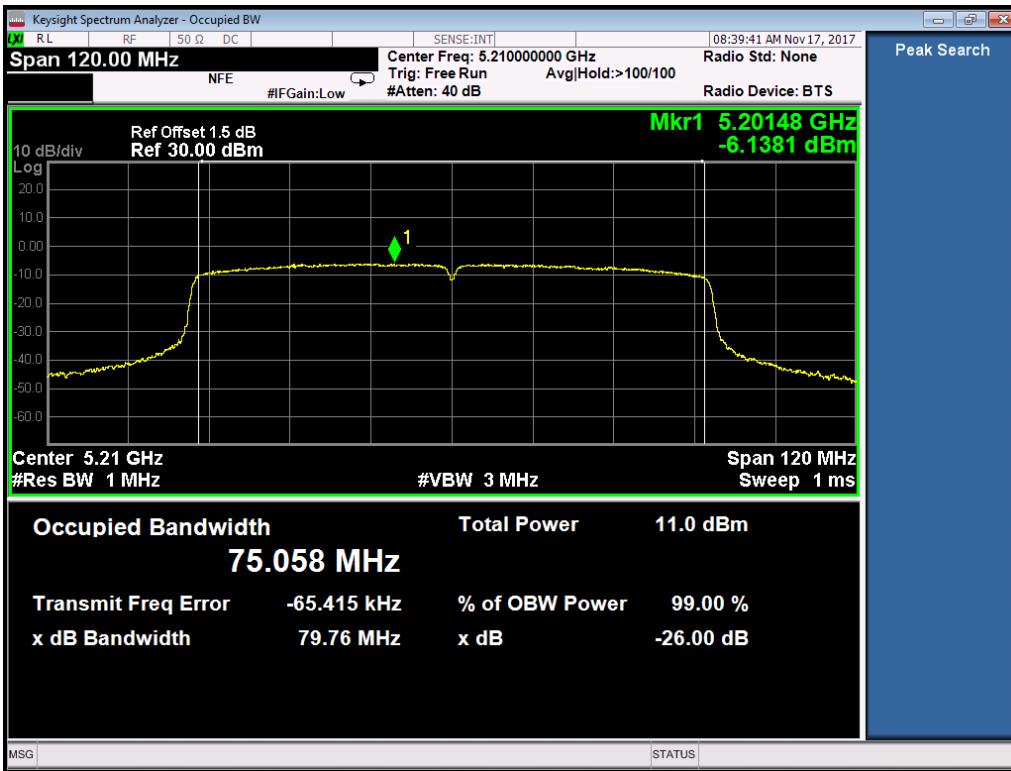 Keysight Spectrum Analyzer - Occupied BW
LXI RL RF 50 Ω DC SENSE:INT 08:39:41 AM Nov 17, 2017
Span 120.00 MHz
Center Freq: 5.210000000 GHz Radio Std: None
NFE Trig: Free Run Avg|Hold:>100/100
#IFGain:Low #Atten: 40 dB Radio Device: BTS
Peak Search
Mkr1 5.20148 GHz
-6.1381 dBm
Ref Offset 1.5 dB
10 dB/div Ref 30.00 dBm
Log
20.0
10.0
0.00
-10.0
-20.0
-30.0
-40.0
-50.0
-60.0
1
Center 5.21 GHz Span 120 MHz
#Res BW 1 MHz #VBW 3 MHz Sweep 1 ms
Occupied Bandwidth Total Power 11.0 dBm
75.058 MHz
Transmit Freq Error -65.415 kHz % of OBW Power 99.00 %
x dB Bandwidth 79.76 MHz x dB -26.00 dB
MSG STATUS